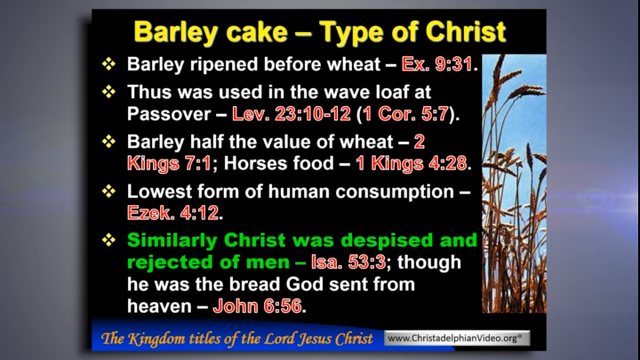 Barley cake – Type of Christ
❖ Barley ripened before wheat – Ex. 9:31.
❖ Thus was used in the wave loaf at
Passover – Lev. 23:10-12 (1 Cor. 5:7).
❖ Barley half the value of wheat – 2
Kings 7:1; Horses food – 1 Kings 4:28.
❖ Lowest form of human consumption –
Ezek. 4:12.
❖ Similarly Christ was despised and
rejected of men – Isa. 53:3; though
he was the bread God sent from
heaven – John 6:56.
The Kingdom titles of the Lord Jesus Christ
www.ChristadelphianVideo.org®